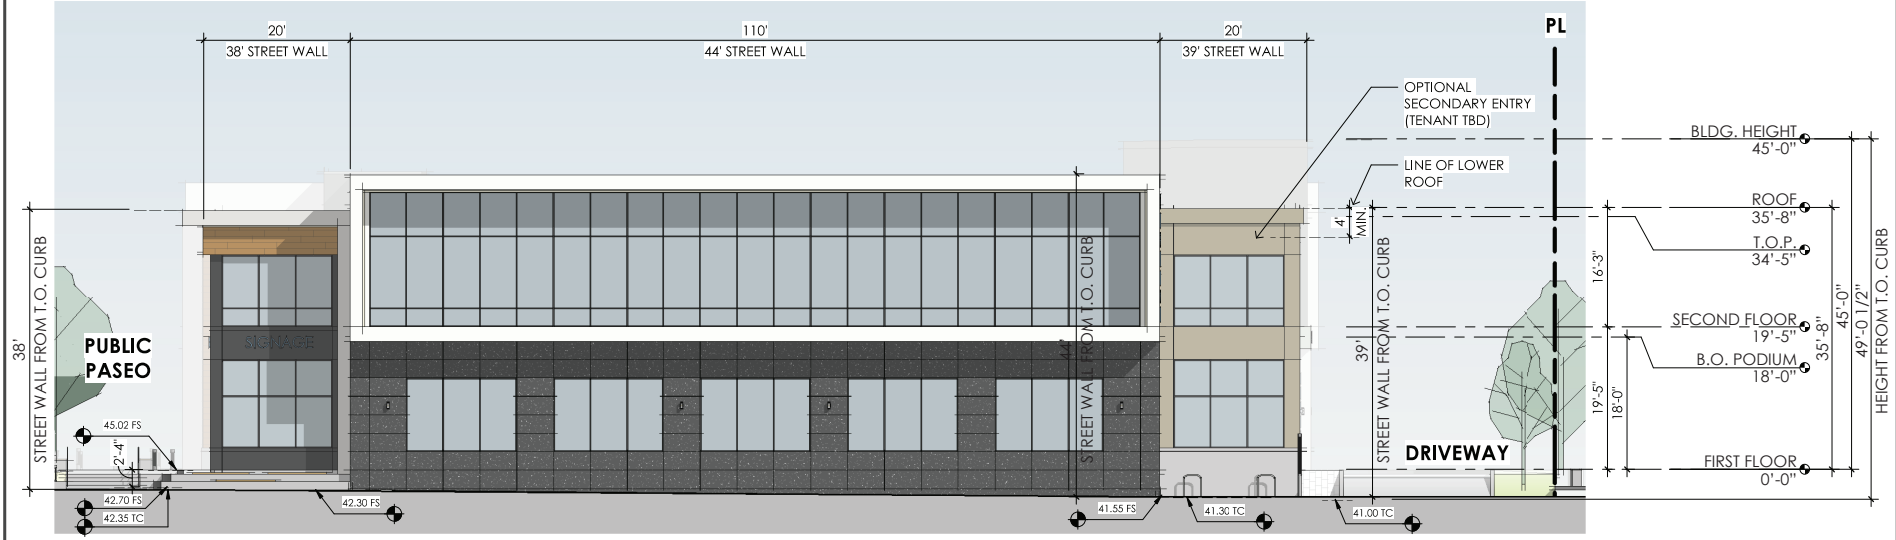 20'
38' STREET WALL
110'
44' STREET WALL
20'
39' STREET WALL
PL
OPTIONAL
SECONDARY ENTRY
(TENANT TBD)
LINE OF LOWER
ROOF
4'
MIN.
BLDG. HEIGHT
45'-0"
ROOF
35'-8"
T.O.P.
34'-5"
SECOND FLOOR
19'-5"
B.O. PODIUM
18'-0"
FIRST FLOOR
0'-0"
16'-3"
19'-5"
18'-0"
35'-8"
45'-0"
49'-0 1/2"
HEIGHT FROM T.O. CURB
38'
STREET WALL FROM T.O. CURB
PUBLIC
PASEO
SIGNAGE
44'
STREET WALL FROM T.O. CURB
39'
STREET WALL FROM T.O. CURB
DRIVEWAY
45.02 FS
2'-4"
42.70 FS
42.35 TC
42.30 FS
41.55 FS
41.30 TC
41.00 TC